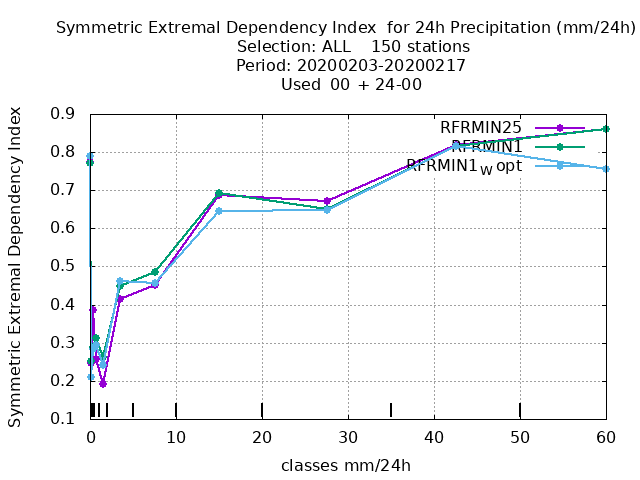 Symmetric Extremal Dependency Index for 24h Precipitation (mm/24h)
Selection: ALL 150 stations
Period: 20200203-20200217
Used 00 + 24-00
Symmetric Extremal Dependency Index
0.9
0.8
0.7
0.6
0.5
0.4
0.3
0.2
0.1
RFRMIN25
RFRMIN1
RFRMIN1w opt
0 10 20 30 40 50 60
classes mm/24h